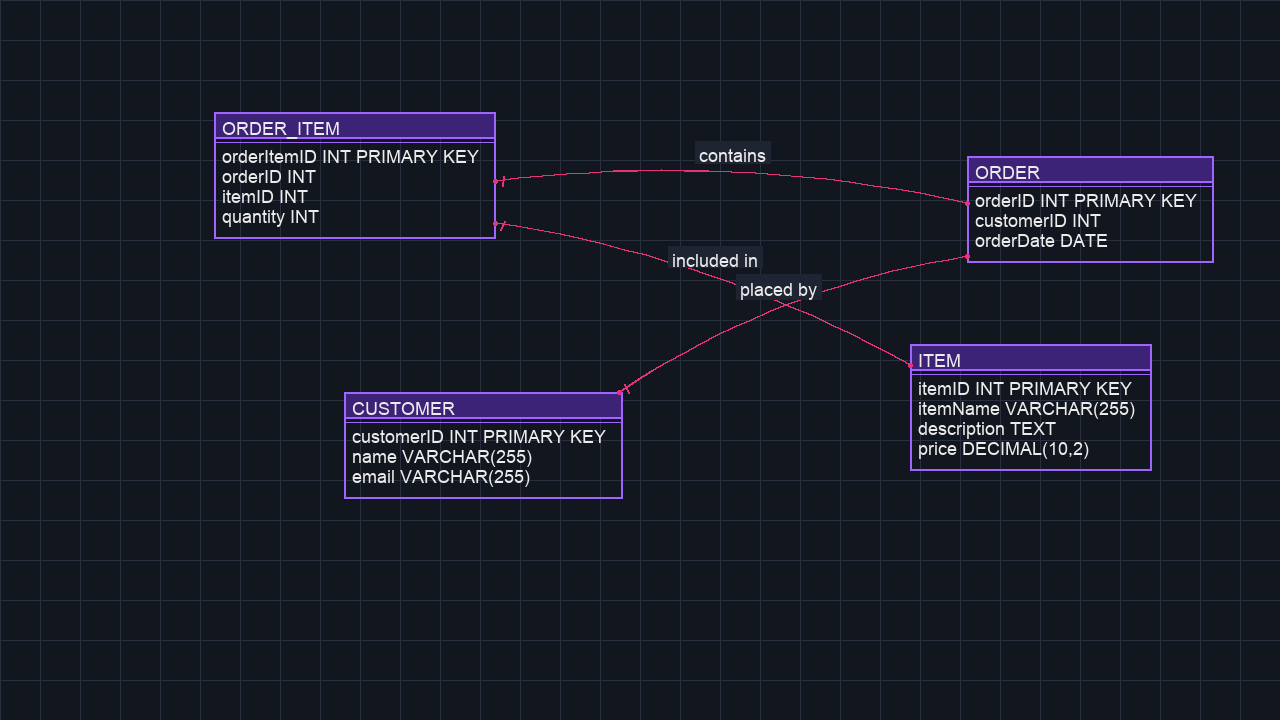 ORDER_ITEM
orderItemID INT PRIMARY KEY
orderID INT
itemID INT
quantity INT
contains
ORDER
orderID INT PRIMARY KEY
customerID INT
orderDate DATE
included in
placed by
CUSTOMER
customerID INT PRIMARY KEY
name VARCHAR(255)
email VARCHAR(255)
ITEM
itemID INT PRIMARY KEY
itemName VARCHAR(255)
description TEXT
price DECIMAL(10,2)